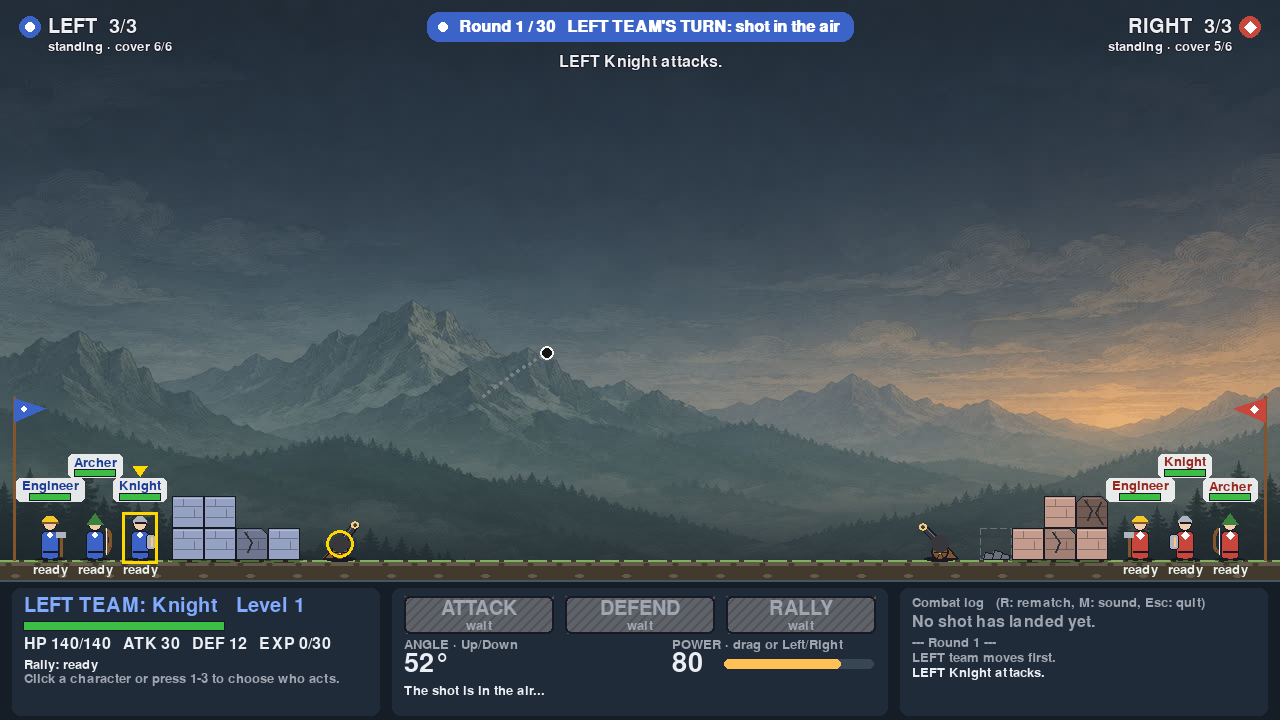 LEFT 3/3
standing · cover 6/6
Round 1 / 30 LEFT TEAM'S TURN: shot in the air
LEFT Knight attacks.
RIGHT 3/3
standing · cover 5/6
Archer
Engineer
Knight
Knight
Engineer
Archer
ready
ready
ready
ready
ready
ready
LEFT TEAM: Knight Level 1
HP 140/140 ATK 30 DEF 12 EXP 0/30
Rally: ready
Click a character or press 1-3 to choose who acts.
ATTACK
wait
DEFEND
wait
RALLY
wait
ANGLE · Up/Down
52°
POWER · drag or Left/Right
80
The shot is in the air...
Combat log (R: rematch, M: sound, Esc: quit)
No shot has landed yet.
--- Round 1 ---
LEFT team moves first.
LEFT Knight attacks.